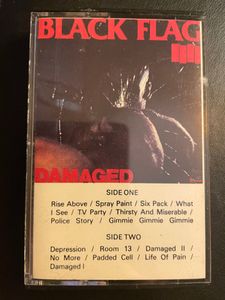 BLACK FLAG
DAMAGED
SIDE ONE
Rise Above / Spray Paint / Six Pack / What
I See / T.V. Party / Thirsty And Miserable /
Police Story / Gimmie Gimmie Gimmie
SIDE TWO
Depression / Room 13 / Damaged II /
No More / Padded Cell / Life Of Pain /
Damaged I